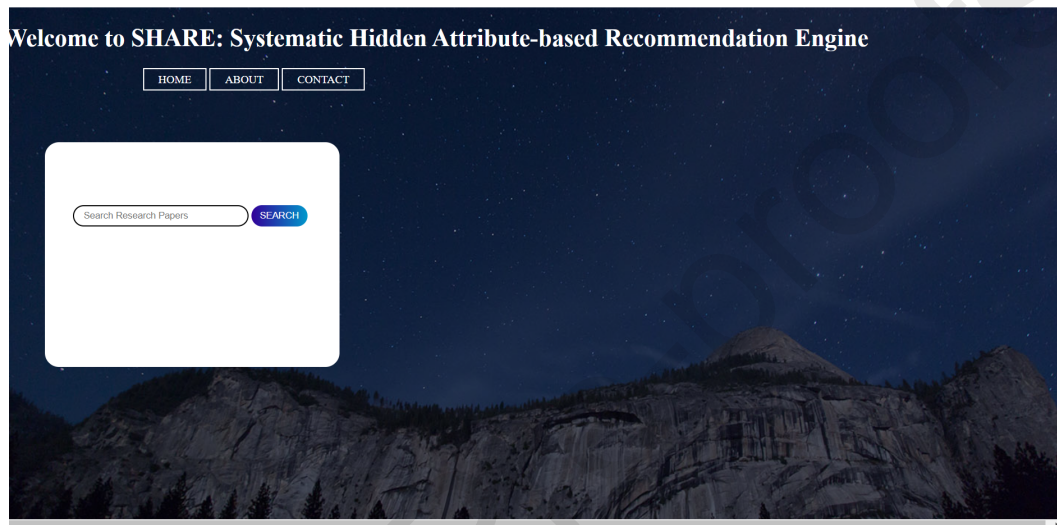 Welcome to SHARE: Systematic Hidden Attribute-based Recommendation Engine
HOME ABOUT CONTACT
Search Research Papers SEARCH